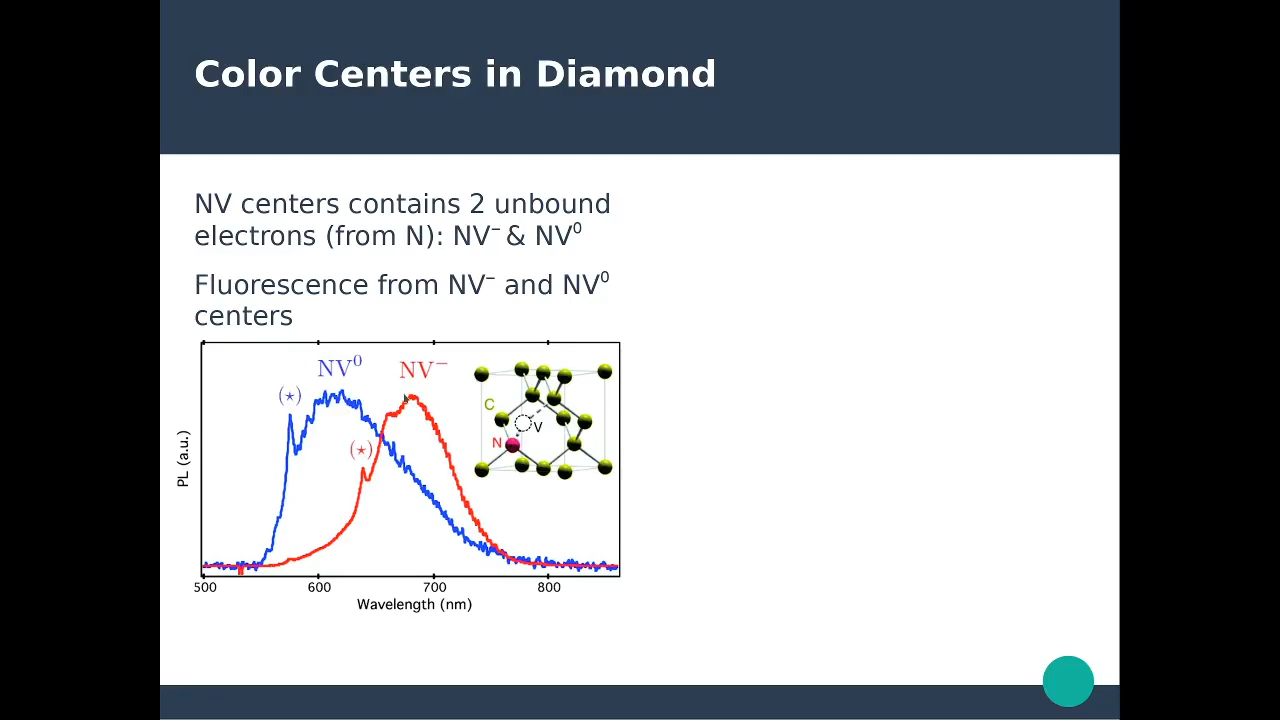 Color Centers in Diamond
NV centers contains 2 unbound
electrons (from N): NV⁻ & NV⁰
Fluorescence from NV⁻ and NV⁰
centers
NV⁰
NV⁻
(⋆)
(⋆)
C
V
N
PL (a.u.)
500 600 700 800
Wavelength (nm)